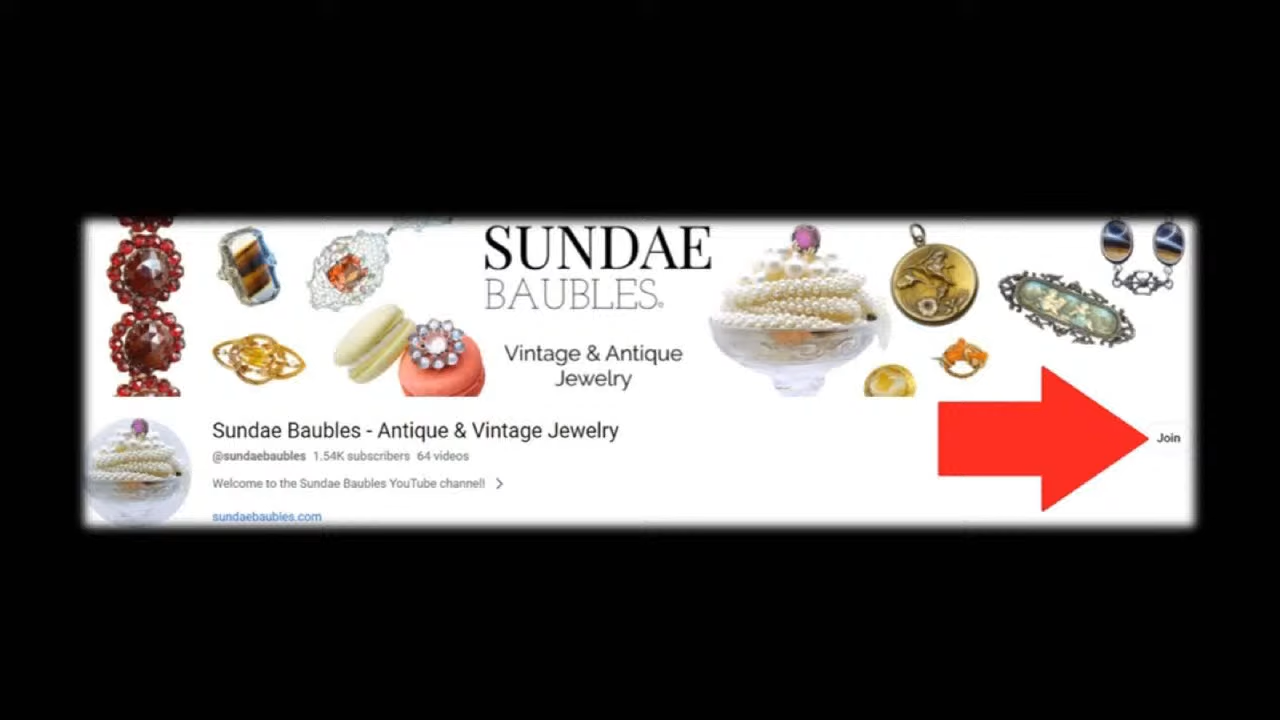 SUNDAE
BAUBLES®
Vintage & Antique
Jewelry
Sundae Baubles - Antique & Vintage Jewelry
@sundaebaubles 1.54K subscribers 64 videos
Welcome to the Sundae Baubles YouTube channel!
sundaebaubles.com
Join